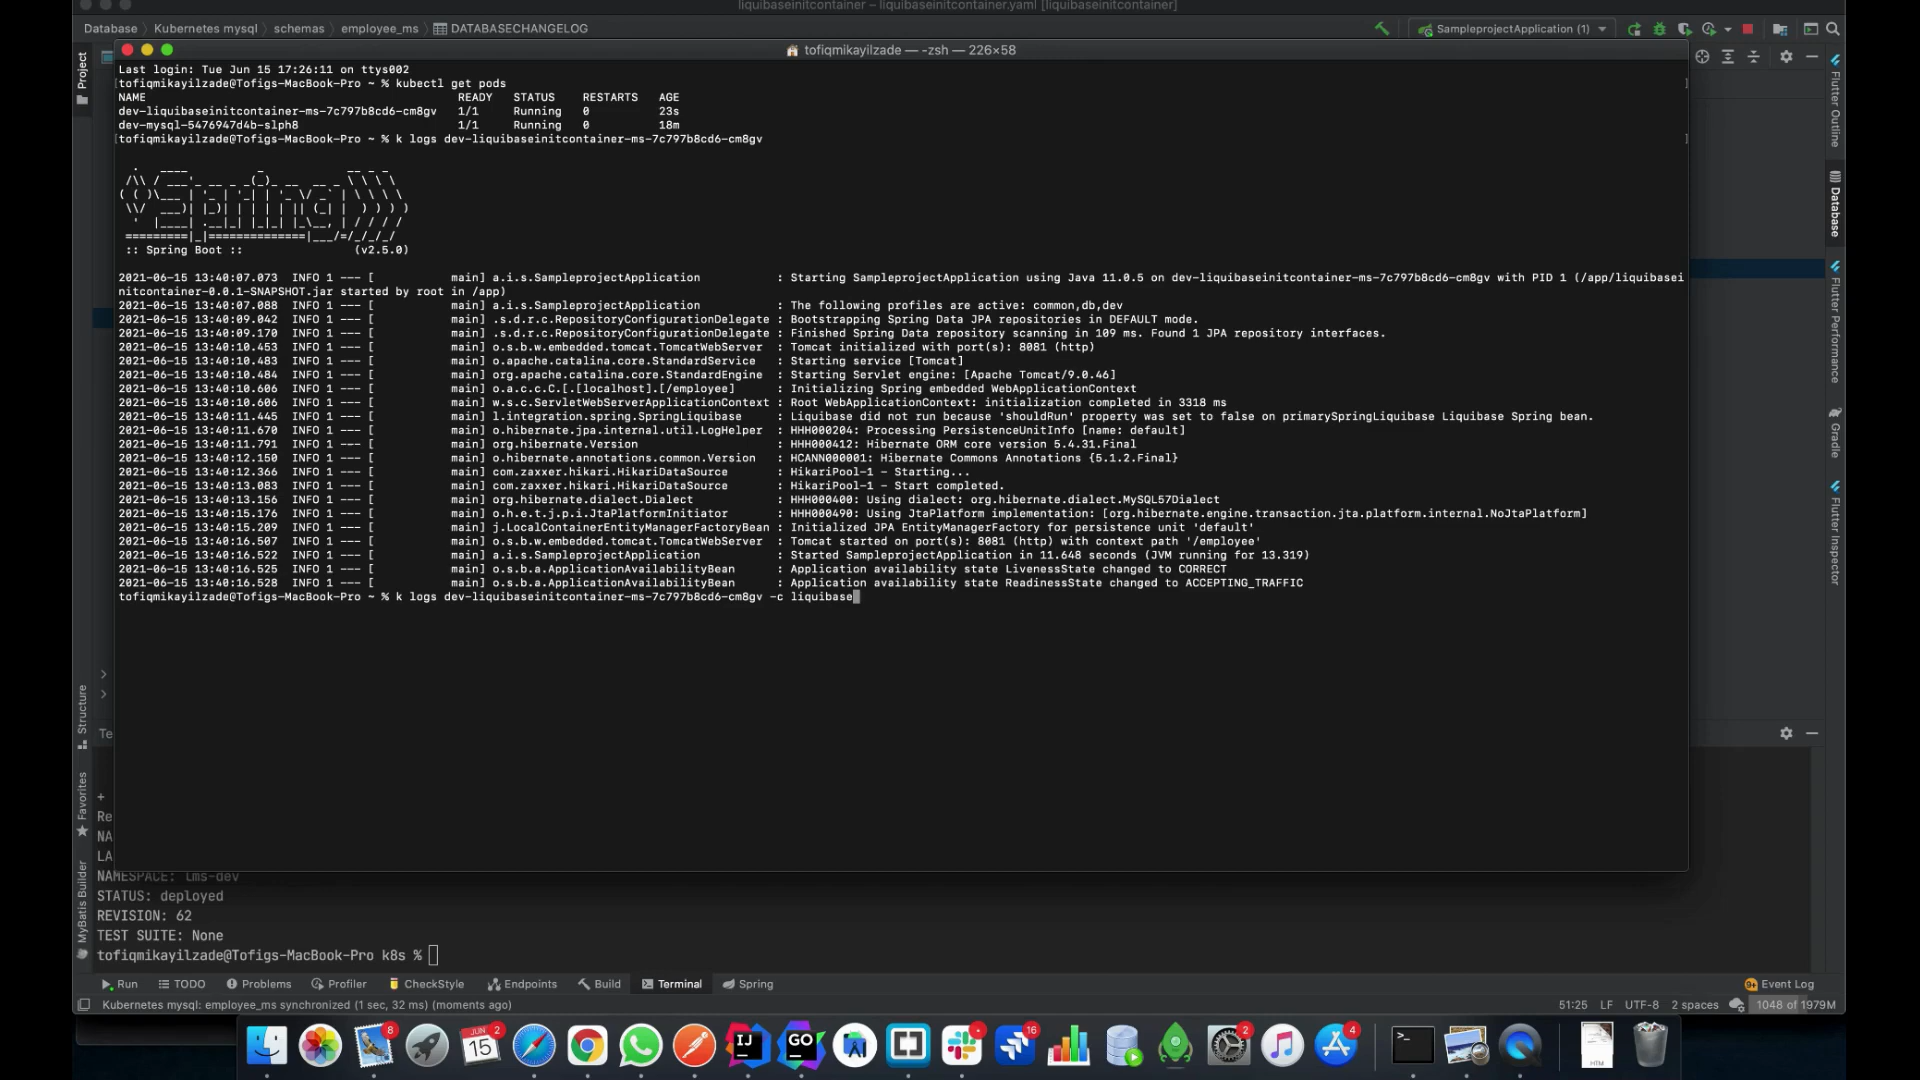 liquibaseinitcontainer – liquibaseinitcontainer.yaml [liquibaseinitcontainer]
Database Kubernetes mysql schemas employee_ms DATABASECHANGELOG
SampleprojectApplication (1)
tofiqmikayilzade — -zsh — 226×58
Last login: Tue Jun 15 17:26:11 on ttys002
[tofiqmikayilzade@Tofigs-MacBook-Pro ~ % kubectl get pods ]
NAME READY STATUS RESTARTS AGE
dev-liquibaseinitcontainer-ms-7c797b8cd6-cm8gv 1/1 Running 0 23s
dev-mysql-5476947d4b-slph8 1/1 Running 0 18m
[tofiqmikayilzade@Tofigs-MacBook-Pro ~ % k logs dev-liquibaseinitcontainer-ms-7c797b8cd6-cm8gv ]
:: Spring Boot :: (v2.5.0)
2021-06-15 13:40:07.073 INFO 1 --- [ main] a.i.s.SampleprojectApplication : Starting SampleprojectApplication using Java 11.0.5 on dev-liquibaseinitcontainer-ms-7c797b8cd6-cm8gv with PID 1 (/app/liquibasei
nitcontainer-0.0.1-SNAPSHOT.jar started by root in /app)
2021-06-15 13:40:07.088 INFO 1 --- [ main] a.i.s.SampleprojectApplication : The following profiles are active: common,db,dev
2021-06-15 13:40:09.042 INFO 1 --- [ main] .s.d.r.c.RepositoryConfigurationDelegate : Bootstrapping Spring Data JPA repositories in DEFAULT mode.
2021-06-15 13:40:09.170 INFO 1 --- [ main] .s.d.r.c.RepositoryConfigurationDelegate : Finished Spring Data repository scanning in 109 ms. Found 1 JPA repository interfaces.
2021-06-15 13:40:10.453 INFO 1 --- [ main] o.s.b.w.embedded.tomcat.TomcatWebServer : Tomcat initialized with port(s): 8081 (http)
2021-06-15 13:40:10.483 INFO 1 --- [ main] o.apache.catalina.core.StandardService : Starting service [Tomcat]
2021-06-15 13:40:10.484 INFO 1 --- [ main] org.apache.catalina.core.StandardEngine : Starting Servlet engine: [Apache Tomcat/9.0.46]
2021-06-15 13:40:10.606 INFO 1 --- [ main] o.a.c.c.C.[.[localhost].[/employee] : Initializing Spring embedded WebApplicationContext
2021-06-15 13:40:10.606 INFO 1 --- [ main] w.s.c.ServletWebServerApplicationContext : Root WebApplicationContext: initialization completed in 3318 ms
2021-06-15 13:40:11.445 INFO 1 --- [ main] l.integration.spring.SpringLiquibase : Liquibase did not run because 'shouldRun' property was set to false on primarySpringLiquibase Liquibase Spring bean.
2021-06-15 13:40:11.670 INFO 1 --- [ main] o.hibernate.jpa.internal.util.LogHelper : HHH000204: Processing PersistenceUnitInfo [name: default]
2021-06-15 13:40:11.791 INFO 1 --- [ main] org.hibernate.Version : HHH000412: Hibernate ORM core version 5.4.31.Final
2021-06-15 13:40:12.150 INFO 1 --- [ main] o.hibernate.annotations.common.Version : HCANN000001: Hibernate Commons Annotations {5.1.2.Final}
2021-06-15 13:40:12.366 INFO 1 --- [ main] com.zaxxer.hikari.HikariDataSource : HikariPool-1 - Starting...
2021-06-15 13:40:13.083 INFO 1 --- [ main] com.zaxxer.hikari.HikariDataSource : HikariPool-1 - Start completed.
2021-06-15 13:40:13.156 INFO 1 --- [ main] org.hibernate.dialect.Dialect : HHH000400: Using dialect: org.hibernate.dialect.MySQL57Dialect
2021-06-15 13:40:15.176 INFO 1 --- [ main] o.h.e.t.j.p.i.JtaPlatformInitiator : HHH000490: Using JtaPlatform implementation: [org.hibernate.engine.transaction.jta.platform.internal.NoJtaPlatform]
2021-06-15 13:40:15.209 INFO 1 --- [ main] j.LocalContainerEntityManagerFactoryBean : Initialized JPA EntityManagerFactory for persistence unit 'default'
2021-06-15 13:40:16.507 INFO 1 --- [ main] o.s.b.w.embedded.tomcat.TomcatWebServer : Tomcat started on port(s): 8081 (http) with context path '/employee'
2021-06-15 13:40:16.522 INFO 1 --- [ main] a.i.s.SampleprojectApplication : Started SampleprojectApplication in 11.648 seconds (JVM running for 13.319)
2021-06-15 13:40:16.525 INFO 1 --- [ main] o.s.b.a.ApplicationAvailabilityBean : Application availability state LivenessState changed to CORRECT
2021-06-15 13:40:16.528 INFO 1 --- [ main] o.s.b.a.ApplicationAvailabilityBean : Application availability state ReadinessState changed to ACCEPTING_TRAFFIC
tofiqmikayilzade@Tofigs-MacBook-Pro ~ % k logs dev-liquibaseinitcontainer-ms-7c797b8cd6-cm8gv -c liquibase
Project
Structure
Favorites
MyBatis Builder
Flutter Outline
Database
Flutter Performance
Gradle
Flutter Inspector
Te
Re
NA
LA
NAMESPACE: lms-dev
STATUS: deployed
REVISION: 62
TEST SUITE: None
tofiqmikayilzade@Tofigs-MacBook-Pro k8s %
Run TODO Problems Profiler CheckStyle Endpoints Build Terminal Spring 9+ Event Log
Kubernetes mysql: employee_ms synchronized (1 sec, 32 ms) (moments ago) 51:25 LF UTF-8 2 spaces 1048 of 1979M
8 JUN 15 2 IJ GO 16 2 4 HTM